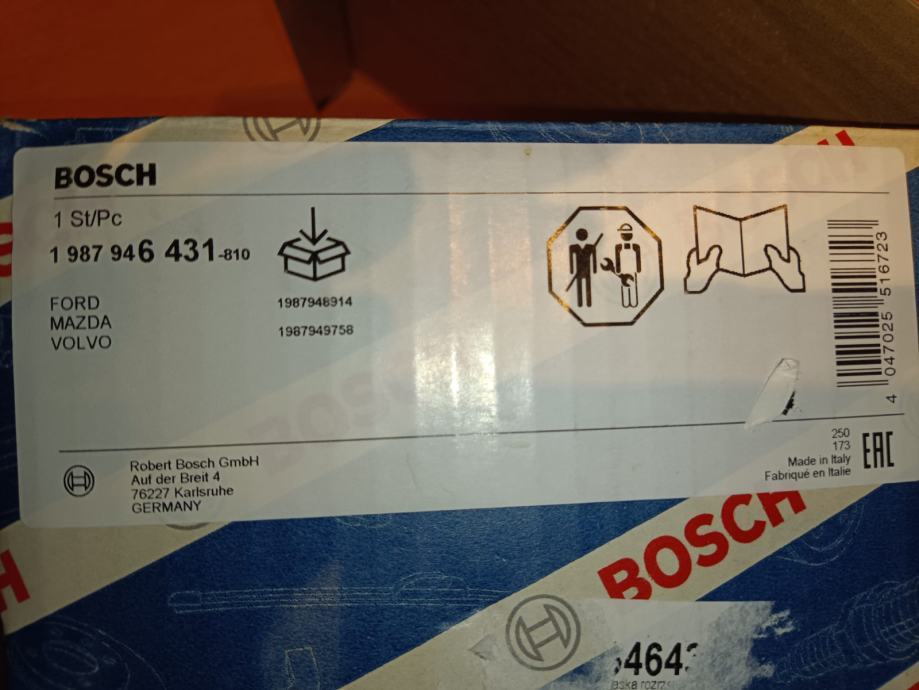 BOSCH
1 St/Pc
1 987 946 431-810
FORD
MAZDA
VOLVO
1987948914
1987949758
4 047025 516723
250
173
Made in Italy
Fabriqué en Italie
EAC
Robert Bosch GmbH
Auf der Breit 4
76227 Karlsruhe
GERMANY
BOSCH